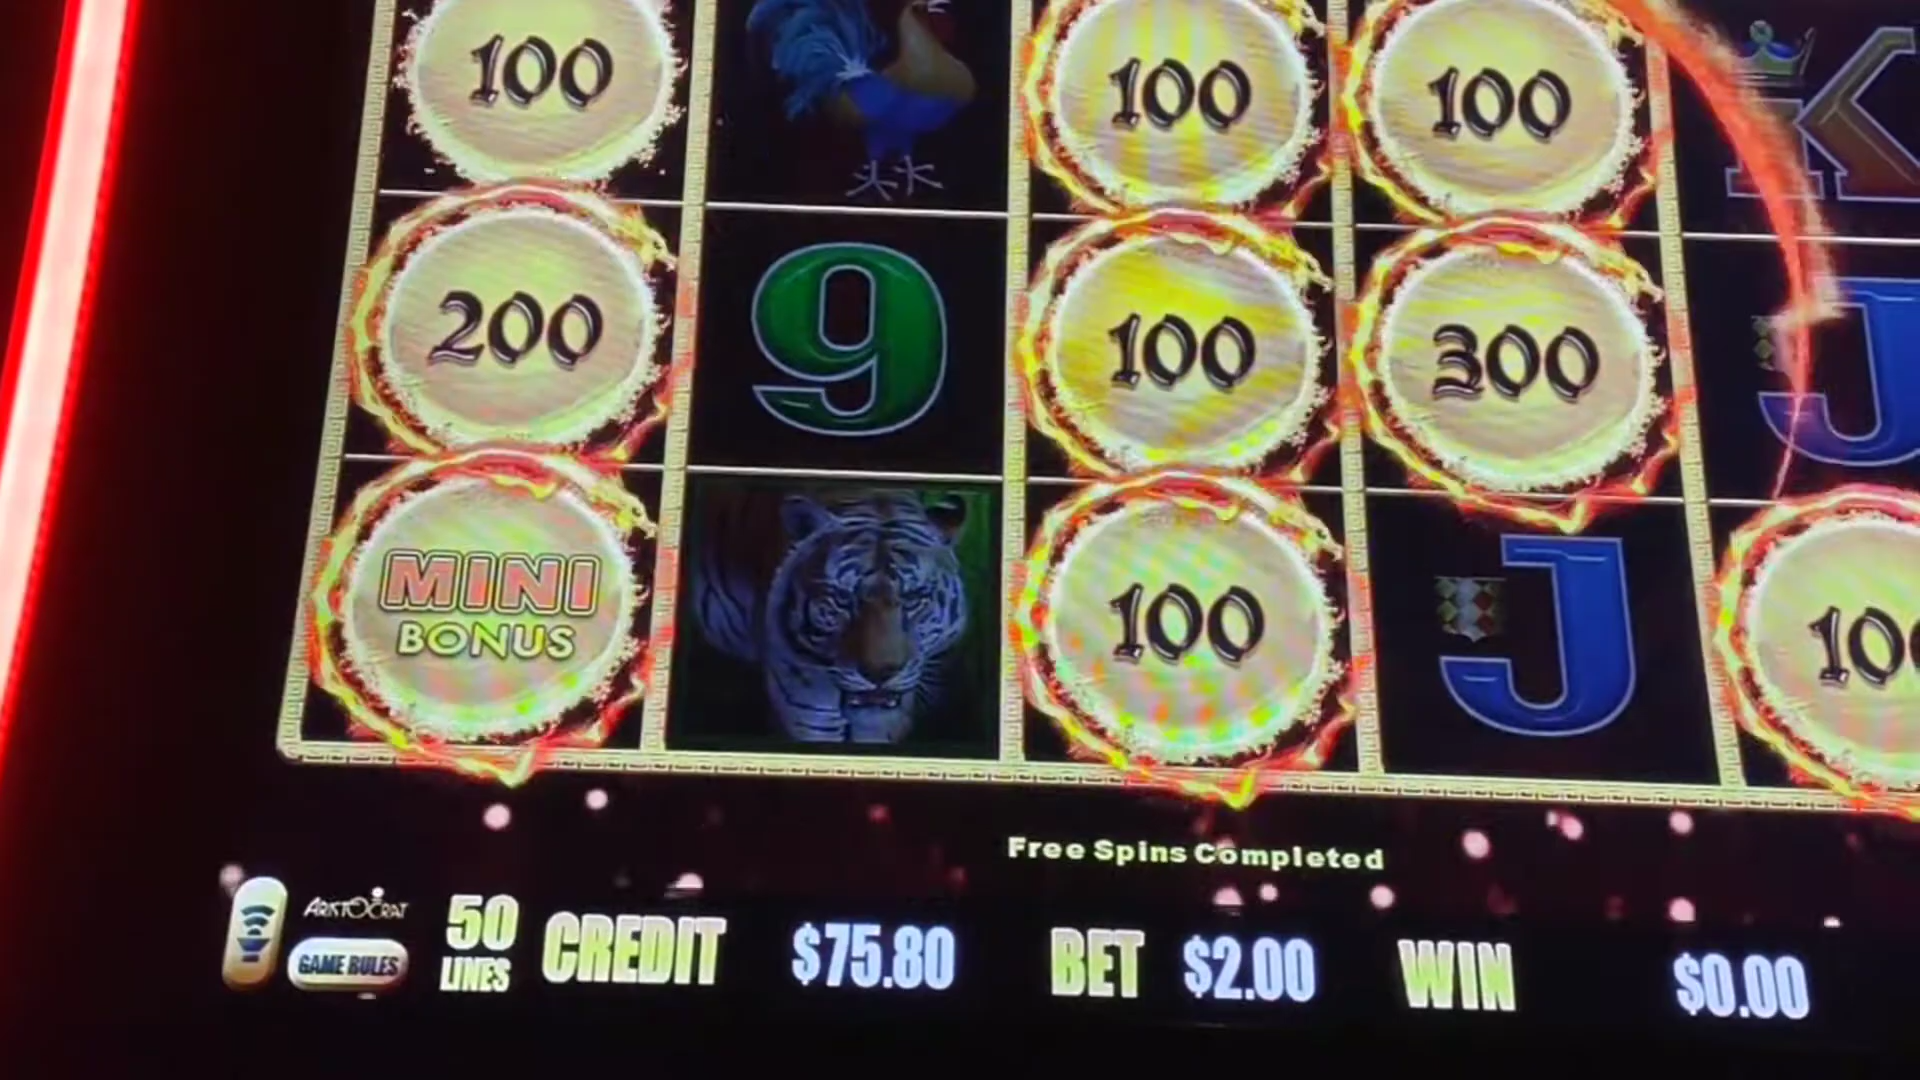 100
100
100
K
200
9
100
300
J
MINI
BONUS
100
J
100
Free Spins Completed
ARISTOCRAT
GAME RULES
50
LINES
CREDIT $75.80
BET $2.00
WIN $0.00